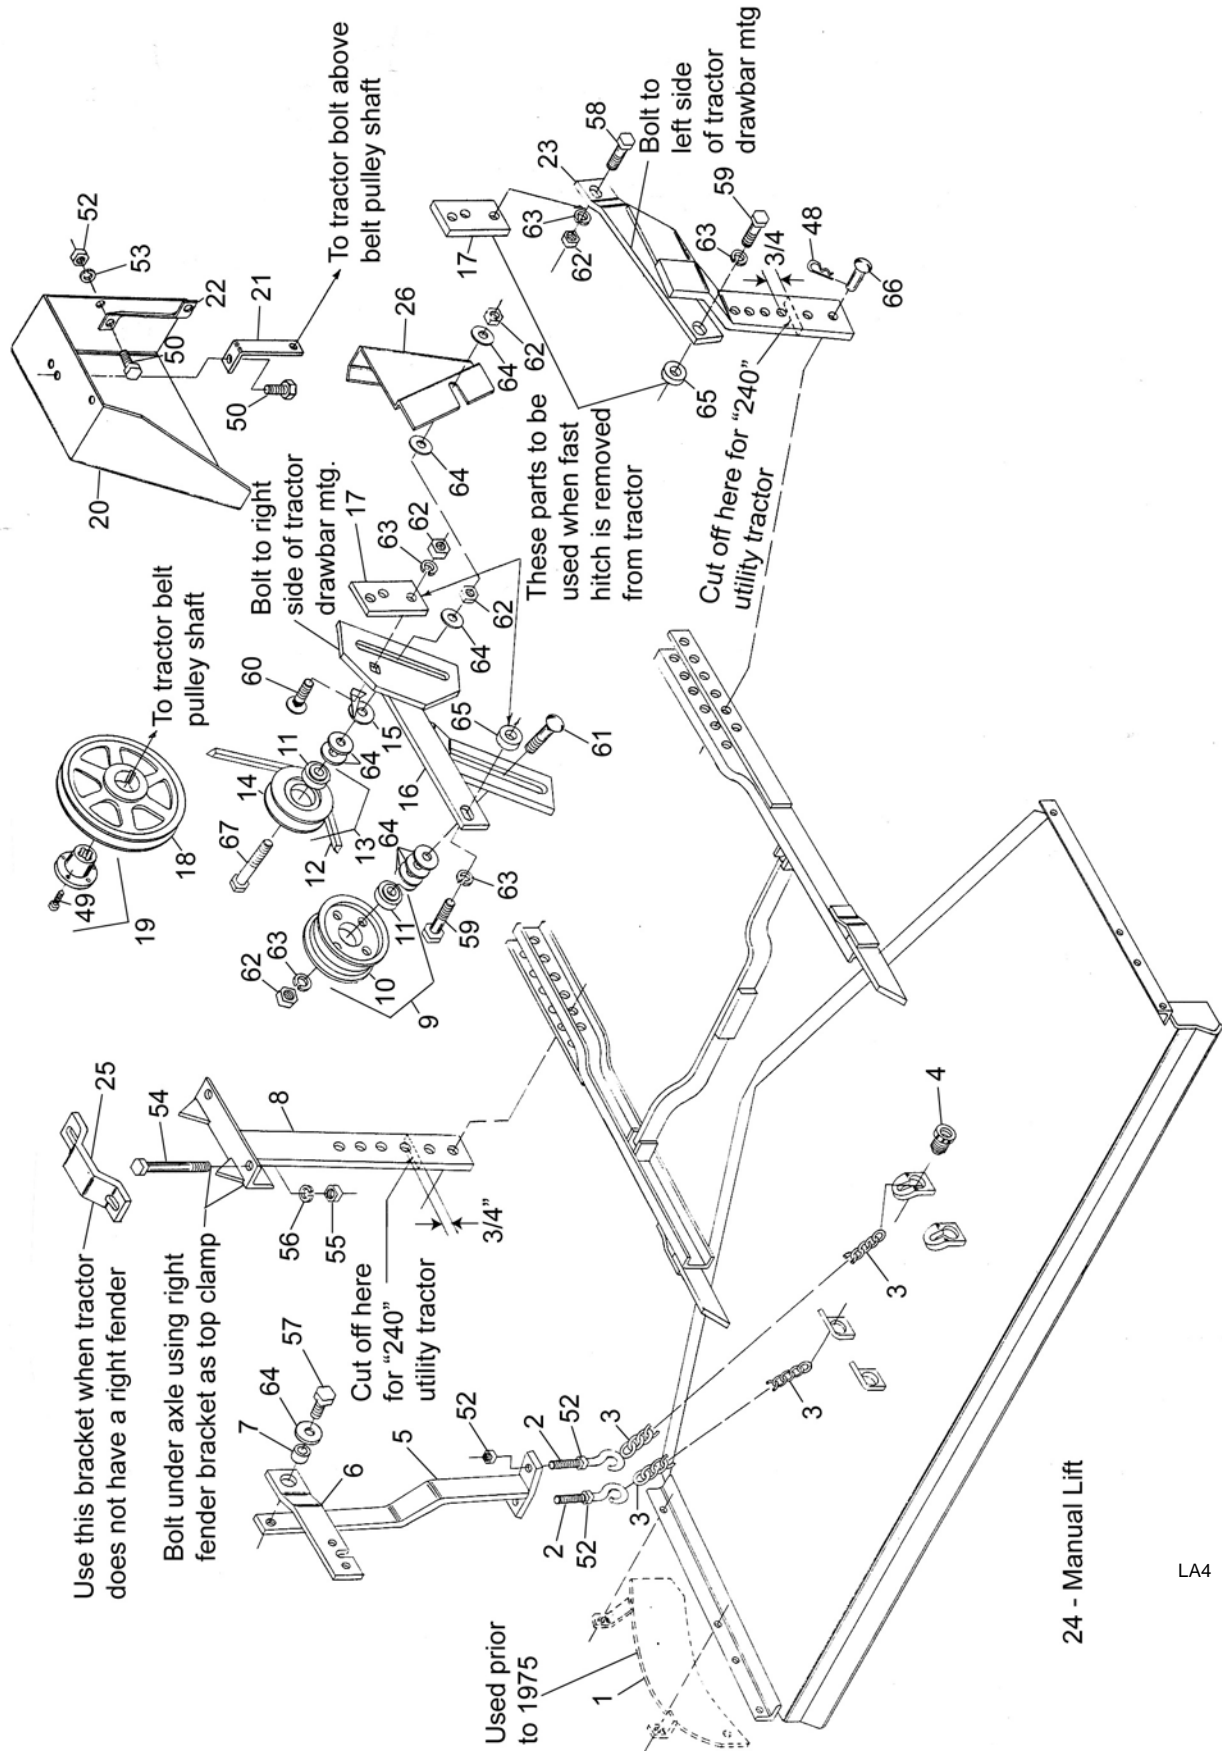 Use this bracket when tractor
does not have a right fender
25
Bolt under axle using right
fender bracket as top clamp
54
8
56
55
3/4"
Cut off here
for “240”
utility tractor
57
64
7
6
5
52
2
52
3
2
52
3
3
3
4
Used prior
to 1975
1
24 - Manual Lift
LA4
49
19
18
To tractor belt
pulley shaft
67
14
11
12
13
64
15
60
62
63
10
11
9
64
63
59
16
65
61
Bolt to right
side of tractor
drawbar mtg.
17
63
62
62
64
64
26
64
62
These parts to be
used when fast
hitch is removed
from tractor
20
50
50
21
22
53
52
To tractor bolt above
belt pulley shaft
17
63
62
23
58
Bolt to
left side
of tractor
drawbar mtg
65
59
63
3/4
48
66
Cut off here for “240”
utility tractor